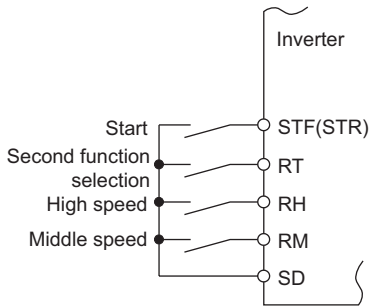 Inverter
Start
STF(STR)
Second function
selection
RT
High speed
RH
Middle speed
RM
SD